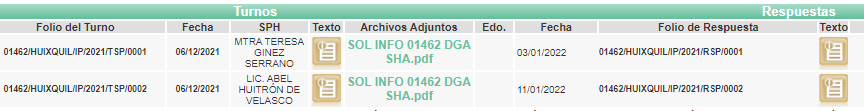 Turnos Respuestas
Folio del Turno Fecha SPH Texto Archivos Adjuntos Edo. Fecha Folio de Respuesta Texto
01462/HUIXQUIL/IP/2021/TSP/0001 06/12/2021 MTRA TERESA GINEZ SERRANO SOL INFO 01462 DGA SHA.pdf 03/01/2022 01462/HUIXQUIL/IP/2021/RSP/0001
01462/HUIXQUIL/IP/2021/TSP/0002 06/12/2021 LIC. ABEL HUITRÓN DE VELASCO SOL INFO 01462 DGA SHA.pdf 11/01/2022 01462/HUIXQUIL/IP/2021/RSP/0002